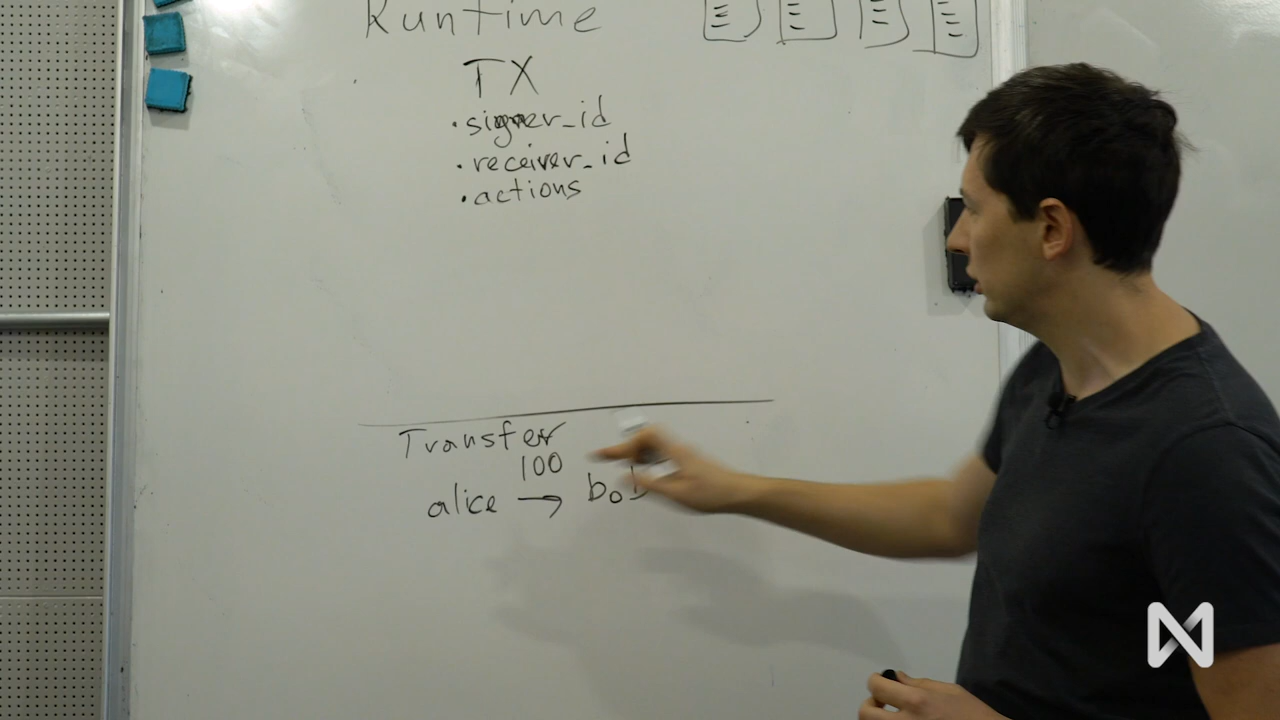 Runtime
TX
•signer_id
•receiver_id
•actions
Transfer
100
alice → bob